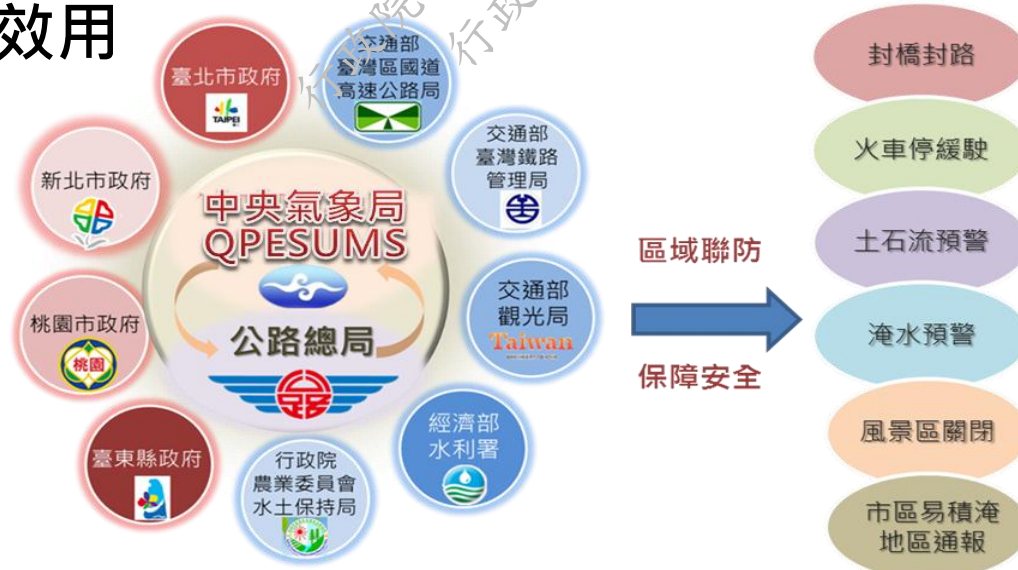 效用
行政院
行政
臺北市政府
TAIPEI
交通部
臺灣區國道
高速公路局
新北市政府
交通部
臺灣鐵路
管理局
中央氣象局
QPESUMS
公路總局
桃園市政府
桃園
交通部
觀光局
Taiwan
臺東縣政府
行政院
農業委員會
水土保持局
經濟部
水利署
區域聯防
保障安全
封橋封路
火車停緩駛
土石流預警
淹水預警
風景區關閉
市區易積淹
地區通報